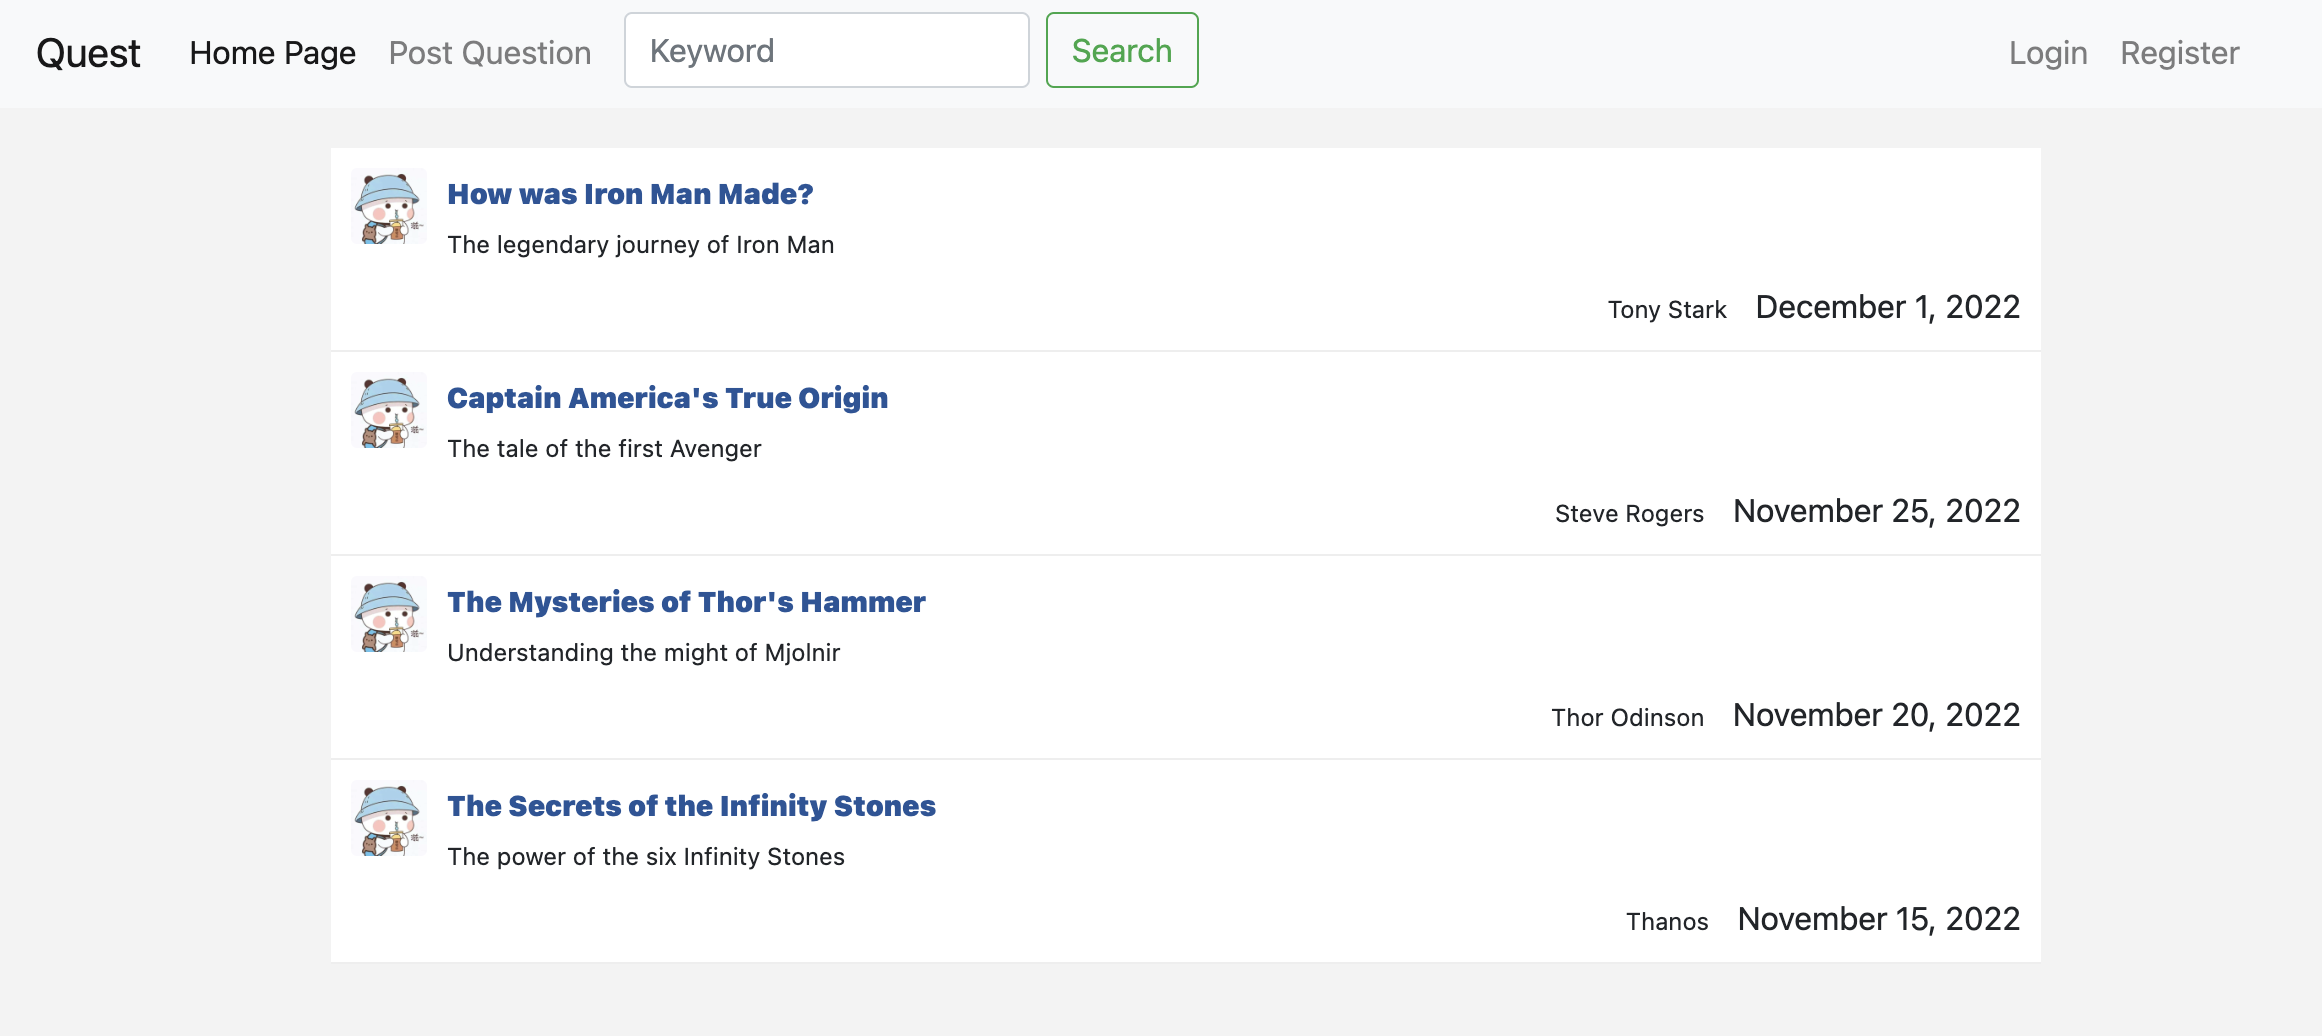 Quest Home Page Post Question Keyword Search Login Register
How was Iron Man Made?
The legendary journey of Iron Man
Tony Stark December 1, 2022
Captain America's True Origin
The tale of the first Avenger
Steve Rogers November 25, 2022
The Mysteries of Thor's Hammer
Understanding the might of Mjolnir
Thor Odinson November 20, 2022
The Secrets of the Infinity Stones
The power of the six Infinity Stones
Thanos November 15, 2022